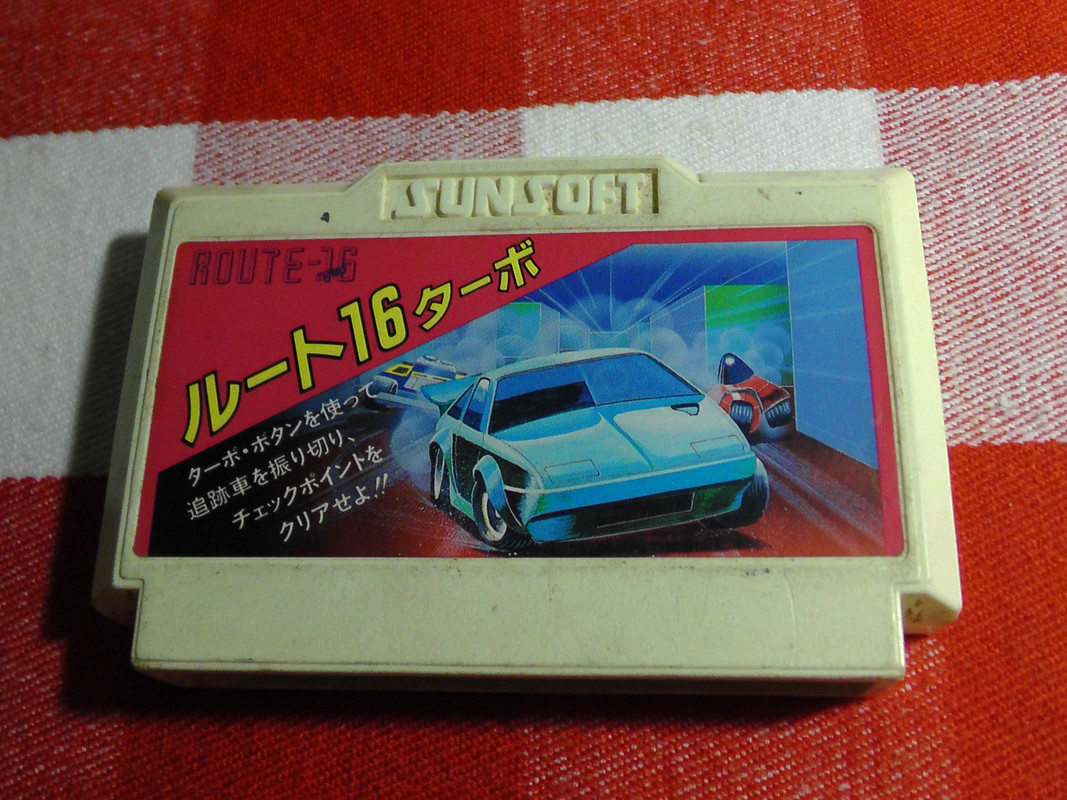 SUNSOFT
ROUTE-16
ルート16ターボ
ターボ・ボタンを使って
追跡車を振り切り、
チェックポイントを
クリアせよ!!